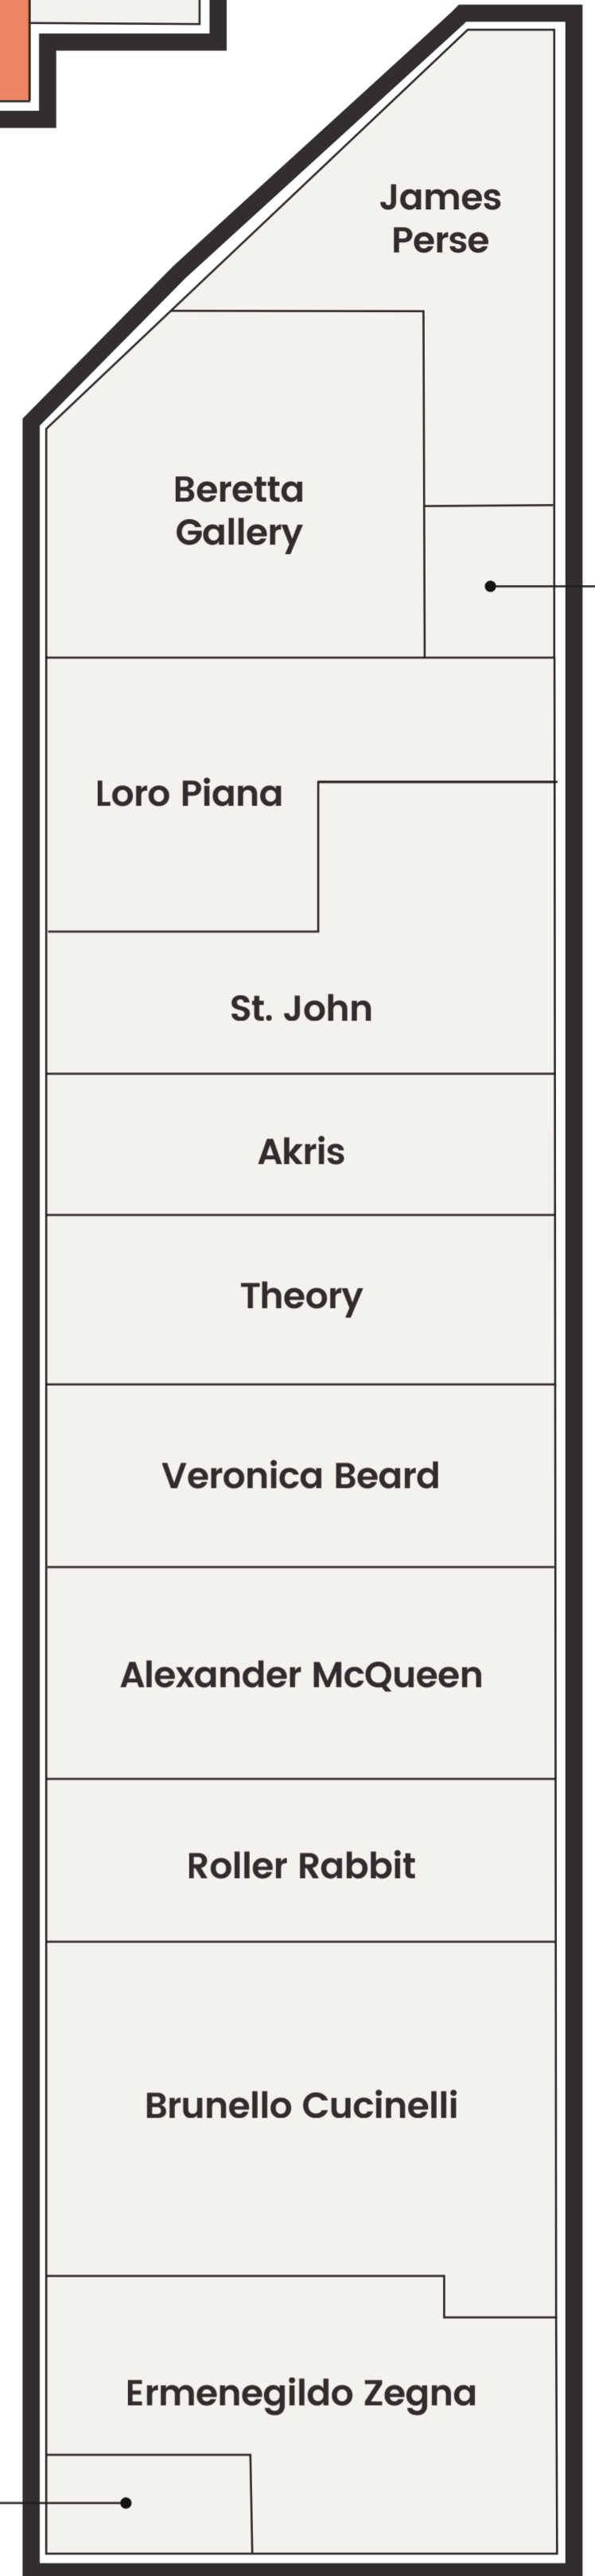 James
Perse
Beretta
Gallery
Loro Piana
St. John
Akris
Theory
Veronica Beard
Alexander McQueen
Roller Rabbit
Brunello Cucinelli
Ermenegildo Zegna